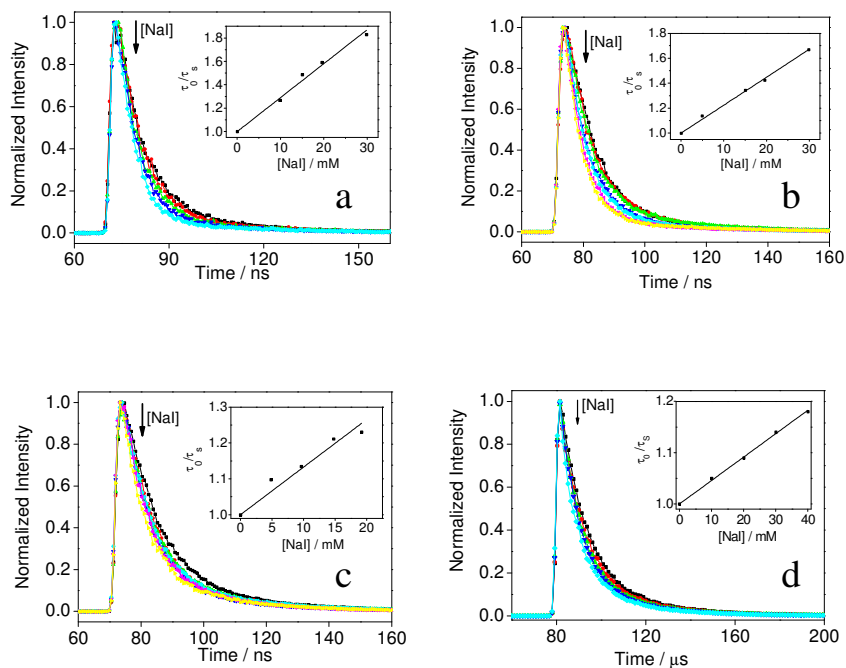 [NaI]
τ0/τs
1.8
1.6
1.4
1.2
1.0
0 10 20 30
[NaI] / mM
Normalized Intensity
1.0
0.8
0.6
0.4
0.2
0.0
a
60 90 120 150
Time / ns
[NaI]
τ0/τs
1.8
1.6
1.4
1.2
1.0
0 10 20 30
[NaI] / mM
Normalized Intensity
1.0
0.8
0.6
0.4
0.2
0.0
b
60 80 100 120 140 160
Time / ns
[NaI]
τ0/τs
1.3
1.2
1.1
1.0
0 5 10 15 20
[NaI] / mM
Normalized Intensity
1.0
0.8
0.6
0.4
0.2
0.0
c
60 80 100 120 140 160
Time / ns
[NaI]
τ0/τs
1.2
1.1
1.0
0 10 20 30 40
[NaI] / mM
Normalized Intensity
1.0
0.8
0.6
0.4
0.2
0.0
d
80 120 160 200
Time / μs